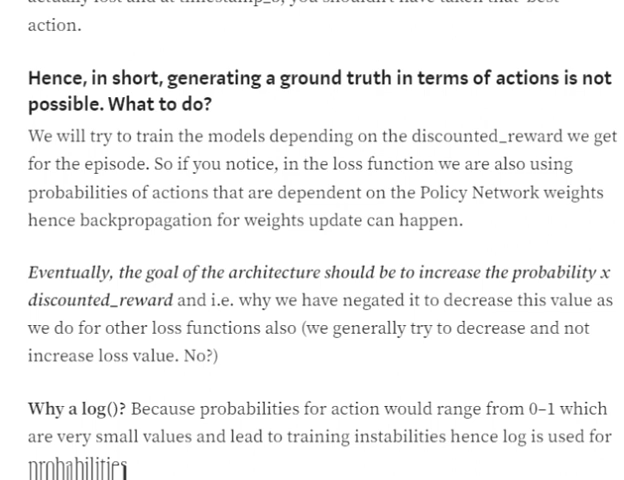 action.
Hence, in short, generating a ground truth in terms of actions is not
possible. What to do?
We will try to train the models depending on the discounted_reward we get
for the episode. So if you notice, in the loss function we are also using
probabilities of actions that are dependent on the Policy Network weights
hence backpropagation for weights update can happen.
Eventually, the goal of the architecture should be to increase the probability x
discounted_reward and i.e. why we have negated it to decrease this value as
we do for other loss functions also (we generally try to decrease and not
increase loss value. No?)
Why a log()? Because probabilities for action would range from 0–1 which
are very small values and lead to training instabilities hence log is used for
probabilities